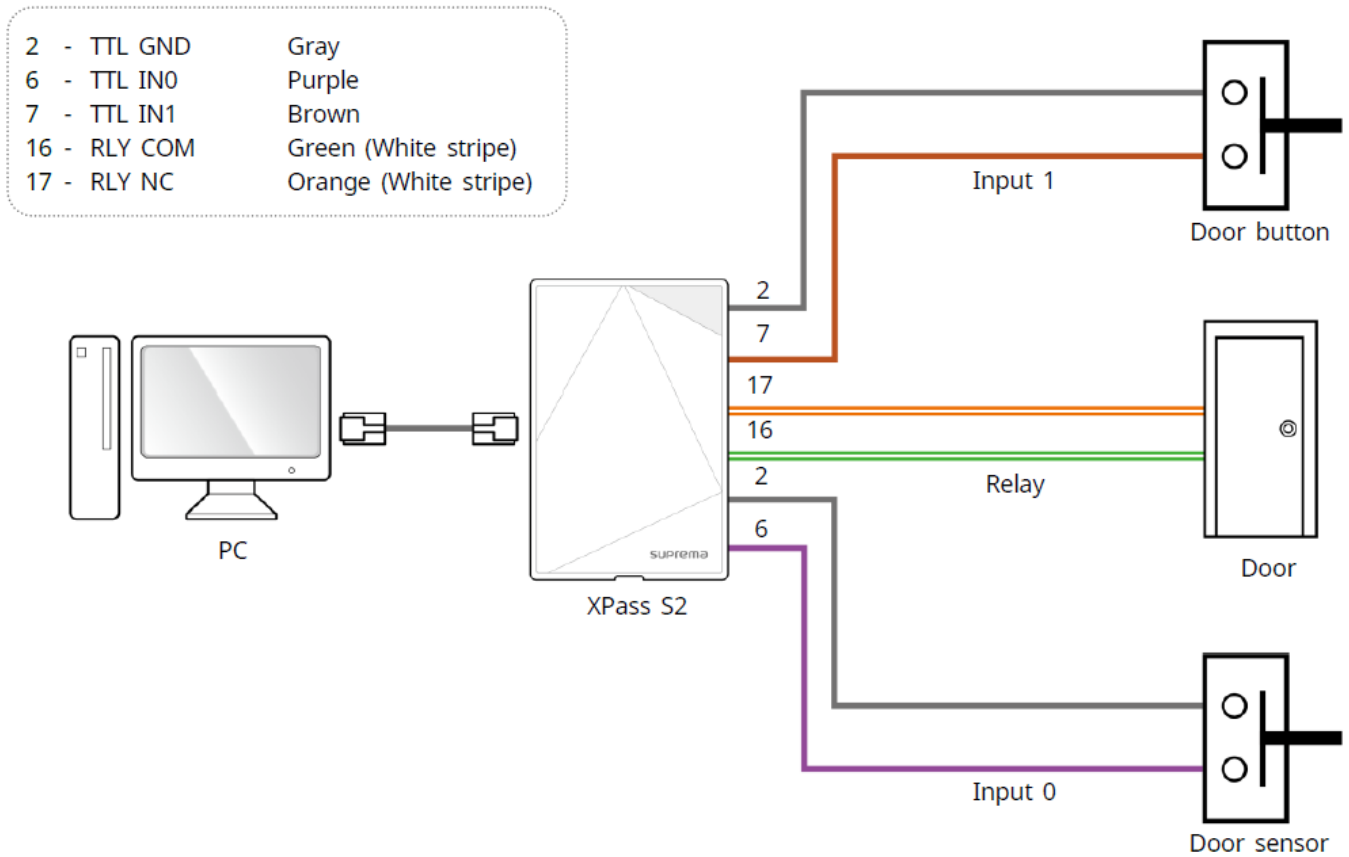 2 - TTL GND Gray
6 - TTL IN0 Purple
7 - TTL IN1 Brown
16 - RLY COM Green (White stripe)
17 - RLY NC Orange (White stripe)
Input 1
Door button
2
7
17
16
2
6
Relay
suprema
PC
XPass S2
Door
Input 0
Door sensor